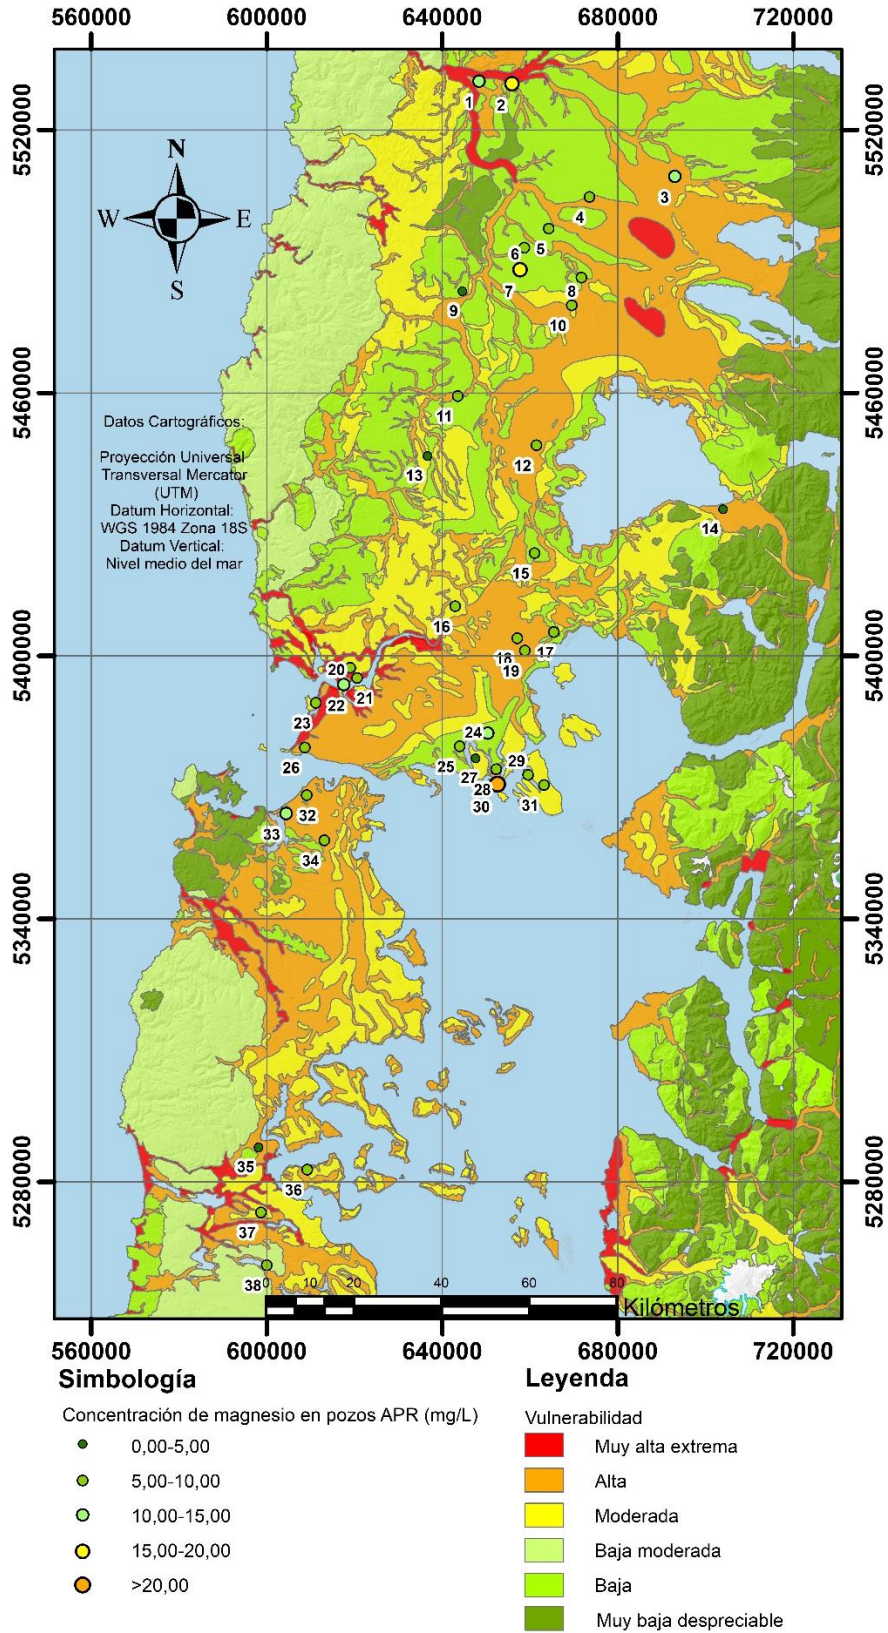 560000 600000 640000 680000 720000
5520000 5520000
N
W E
S
1 2
3
4
5
6
7
8
9
10
5460000 5460000
11
Datos Cartográficos:
12
Proyección Universal
Transversal Mercator
(UTM)
Datum Horizontal:
WGS 1984 Zona 18S
Datum Vertical:
Nivel medio del mar
13
14
15
16
5400000 5400000
17
18
19
20
21
22
23
24
25
26
27
28
29
30
31
32
33
34
5340000 5340000
35
36
5280000 5280000
37
38
0 10 20 40 60 80
Kilómetros
560000 600000 640000 680000 720000
Simbología
Concentración de magnesio en pozos APR (mg/L)
0,00-5,00
5,00-10,00
10,00-15,00
15,00-20,00
>20,00
Leyenda
Vulnerabilidad
Muy alta extrema
Alta
Moderada
Baja moderada
Baja
Muy baja despreciable